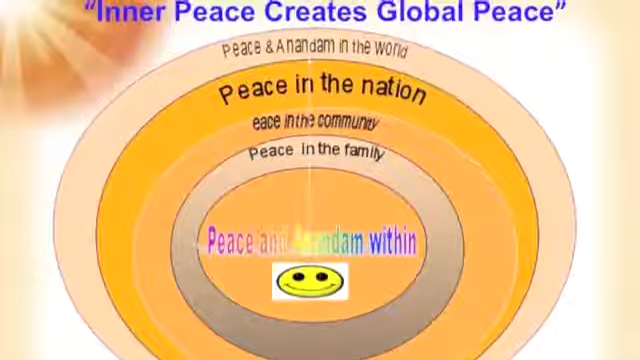 “Inner Peace Creates Global Peace”
Peace & Anandam in the world
Peace in the nation
eace in the community
Peace in the family
Peace and Anandam within